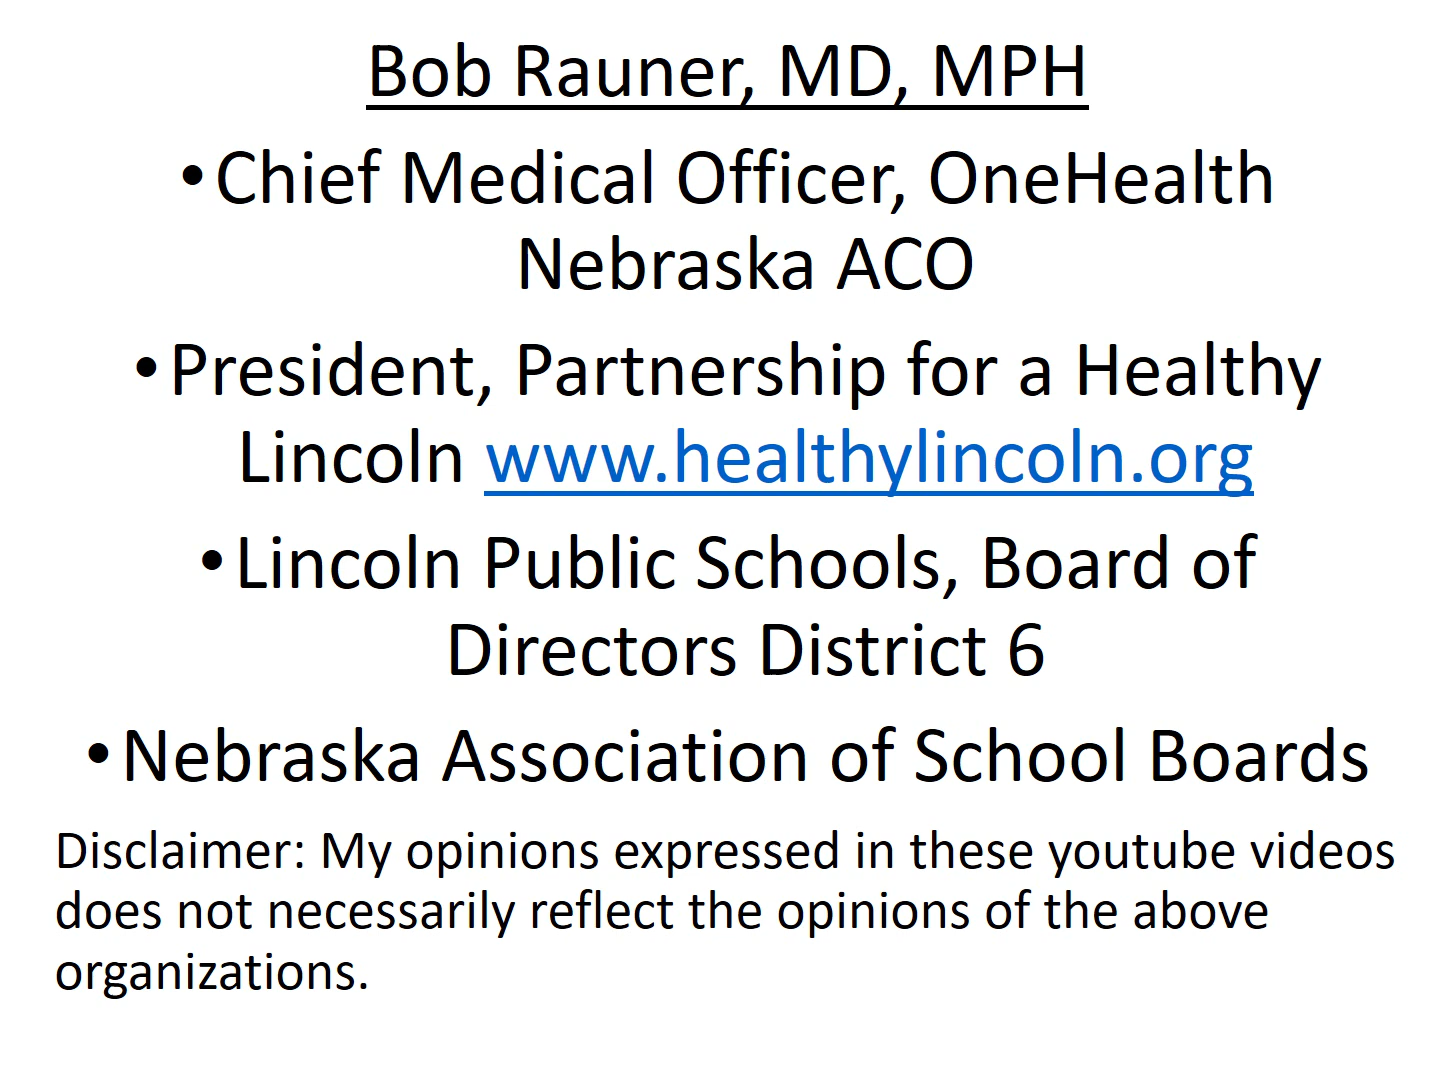 Bob Rauner, MD, MPH
•Chief Medical Officer, OneHealth
Nebraska ACO
•President, Partnership for a Healthy
Lincoln www.healthylincoln.org
•Lincoln Public Schools, Board of
Directors District 6
•Nebraska Association of School Boards
Disclaimer: My opinions expressed in these youtube videos
does not necessarily reflect the opinions of the above
organizations.